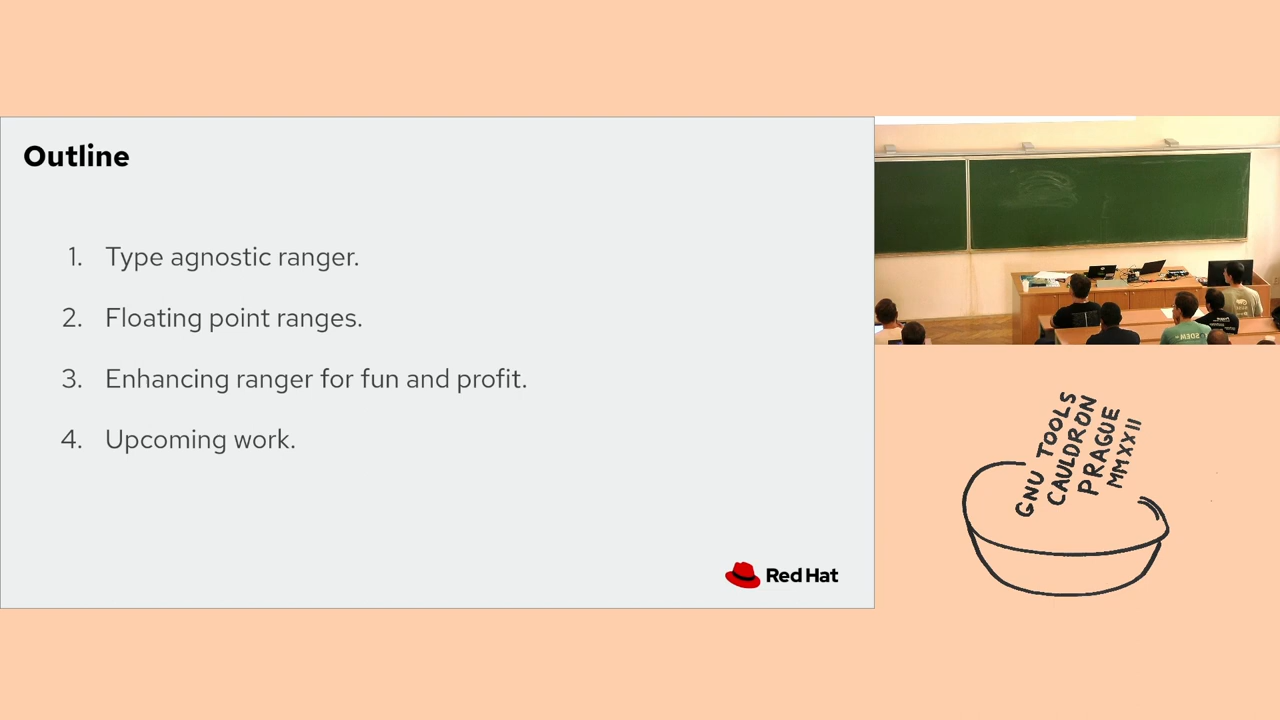 Outline
1. Type agnostic ranger.
2. Floating point ranges.
3. Enhancing ranger for fun and profit.
4. Upcoming work.
Red Hat
GNU TOOLS
CAULDRON
PRAGUE
MMXXII